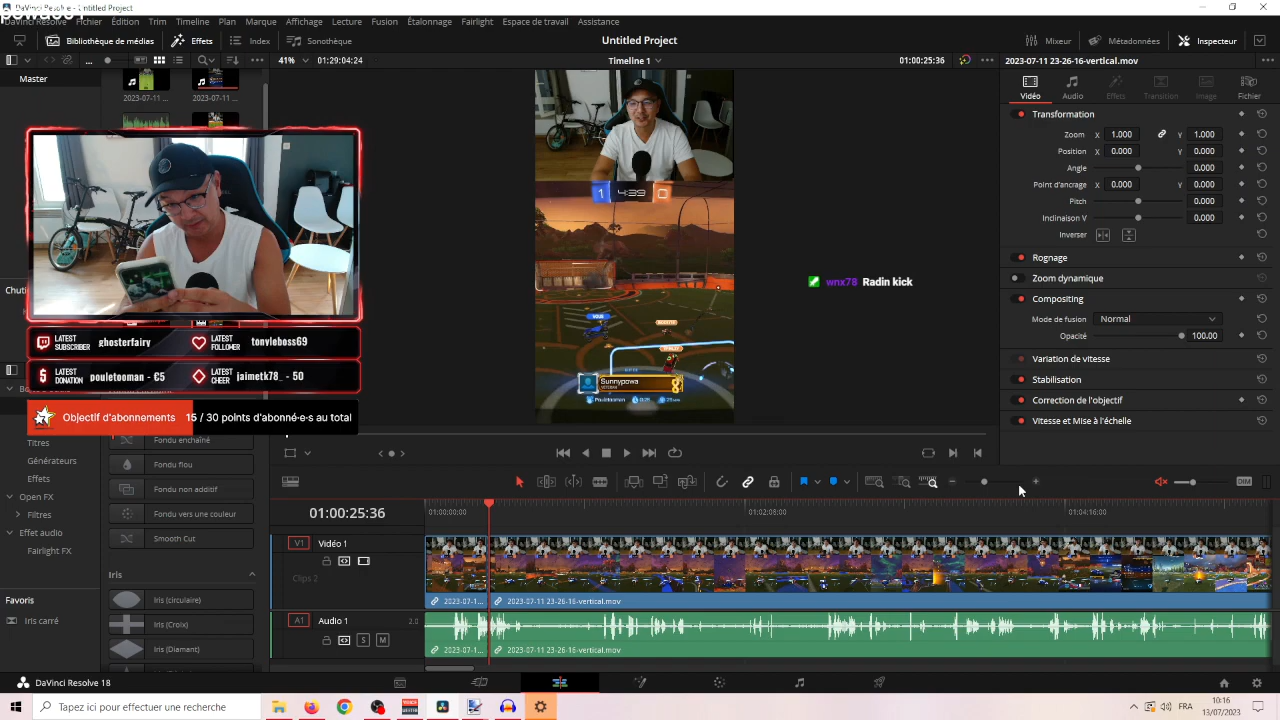 DaVinci Resolve - Untitled Project
DaVinci Resolve Fichier Édition Trim Timeline Plan Marque Affichage Lecture Fusion Étalonnage Fairlight Espace de travail Assistance
Bibliothèque de médias Effets Index Sonothèque Untitled Project Mixeur Métadonnées Inspecteur
41% 01:29:04:24 Timeline 1 01:00:25:36 2023-07-11 23-26-16-vertical.mov
Master
2023-07-11 ... 2023-07-11 ...
Vidéo Audio Effets Transition Image Fichier
Transformation
Zoom X 1.000 Y 1.000
Position X 0.000 Y 0.000
Angle 0.000
Point d'ancrage X 0.000 Y 0.000
Pitch 0.000
Inclinaison V 0.000
Inverser
Rognage
Zoom dynamique
Compositing
Mode de fusion Normal
Opacité 100.00
Variation de vitesse
Stabilisation
Correction de l'objectif
Vitesse et Mise à l'échelle
1 4:39 0
Sunnypowa
wnx78 Radin kick
LATEST SUBSCRIBER ghosterfairy
LATEST FOLLOWER tonyleboss69
LATEST DONATION pouletooman - €5
LATEST CHEER jaimetk78_ - 50
Objectif d'abonnements 15 / 30 points d'abonné·e·s au total
Titres
Générateurs
Effets
Open FX
Filtres
Effet audio
Fairlight FX
Favoris
Iris carré
Fondu enchaîné
Fondu flou
Fondu non additif
Fondu vers une couleur
Smooth Cut
Iris
Iris (circulaire)
Iris (Croix)
Iris (Diamant)
DIM
01:00:25:36
01:00:00:00 01:02:08:00 01:04:16:00
V1 Vidéo 1
Clips 2
2023-07-1... 2023-07-11 23-26-16-vertical.mov
A1 Audio 1 2.0
S M
2023-07-1... 2023-07-11 23-26-16-vertical.mov
DaVinci Resolve 18
Tapez ici pour effectuer une recherche
FRA
10:16
13/07/2023